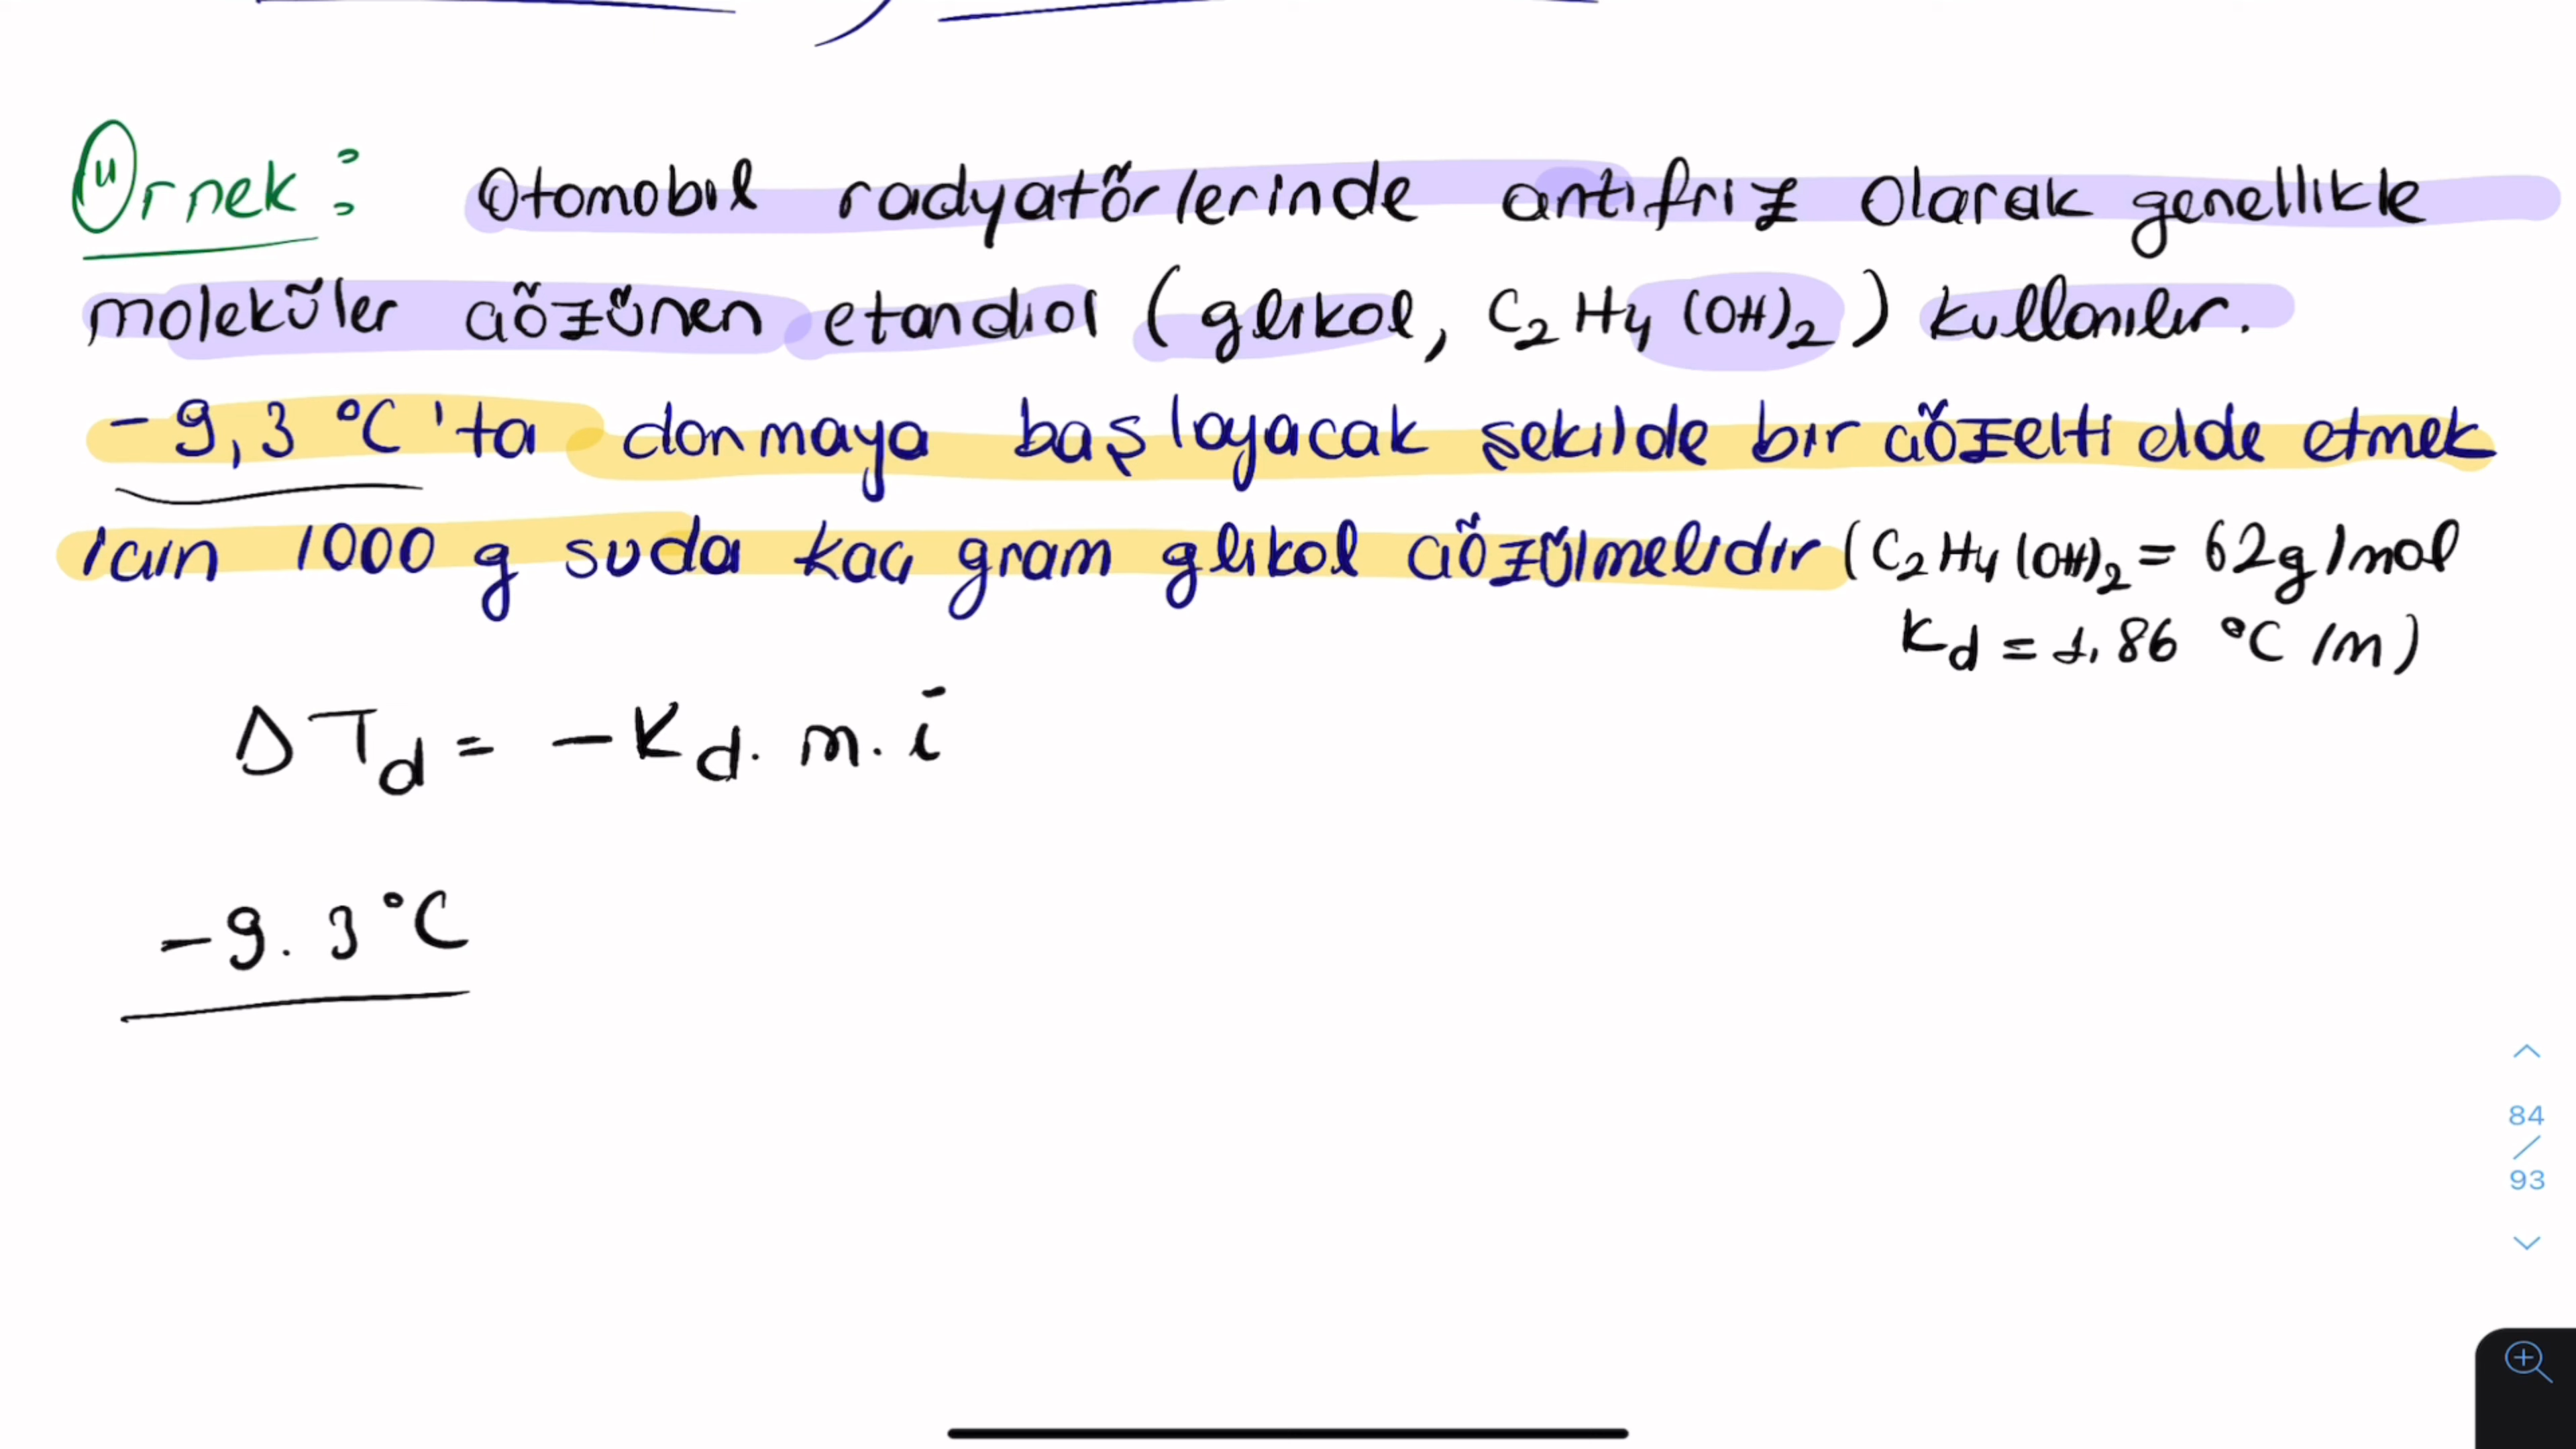 Örnek: Otomobil radyatörlerinde antifriz olarak genellikle
moleküler çözünen etandiol (glikol, C₂H₄(OH)₂) kullanılır.
-9,3 °C'ta donmaya başlayacak şekilde bir çözelti elde etmek
için 1000 g suda kaç gram glikol çözülmelidir (C₂H₄(OH)₂ = 62g/mol
Kd = 1,86 °C/m)
ΔTd = -Kd. m. i
-9.3°C
84
/
93